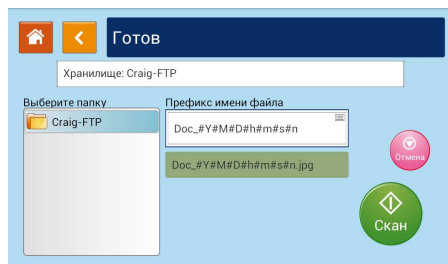 Готов
Хранилище: Craig-FTP
Выберите папку
Префикс имени файла
Craig-FTP
Doc_#Y#M#D#h#m#s#n
Doc_#Y#M#D#h#m#s#n.jpg
Отмена
Скан